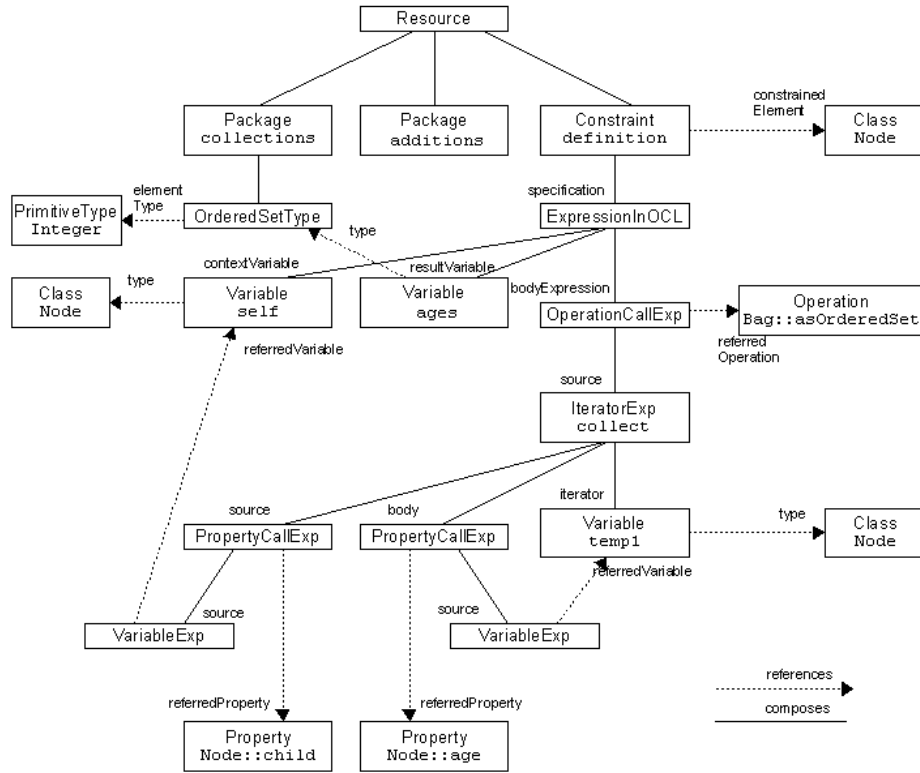 Resource
Package
collections
Package
additions
Constraint
definition
constrained
Element
Class
Node
specification
element
Type
PrimitiveType
Integer
OrderedSetType
type
ExpressionInOCL
contextVariable
resultVariable
type
Class
Node
Variable
self
Variable
ages
bodyExpression
OperationCallExp
Operation
Bag::asOrderedSet
referred
Operation
referredVariable
source
IteratorExp
collect
source
body
iterator
PropertyCallExp
PropertyCallExp
Variable
temp1
type
Class
Node
referredVariable
source
source
VariableExp
VariableExp
references
composes
referredProperty
referredProperty
Property
Node::child
Property
Node::age